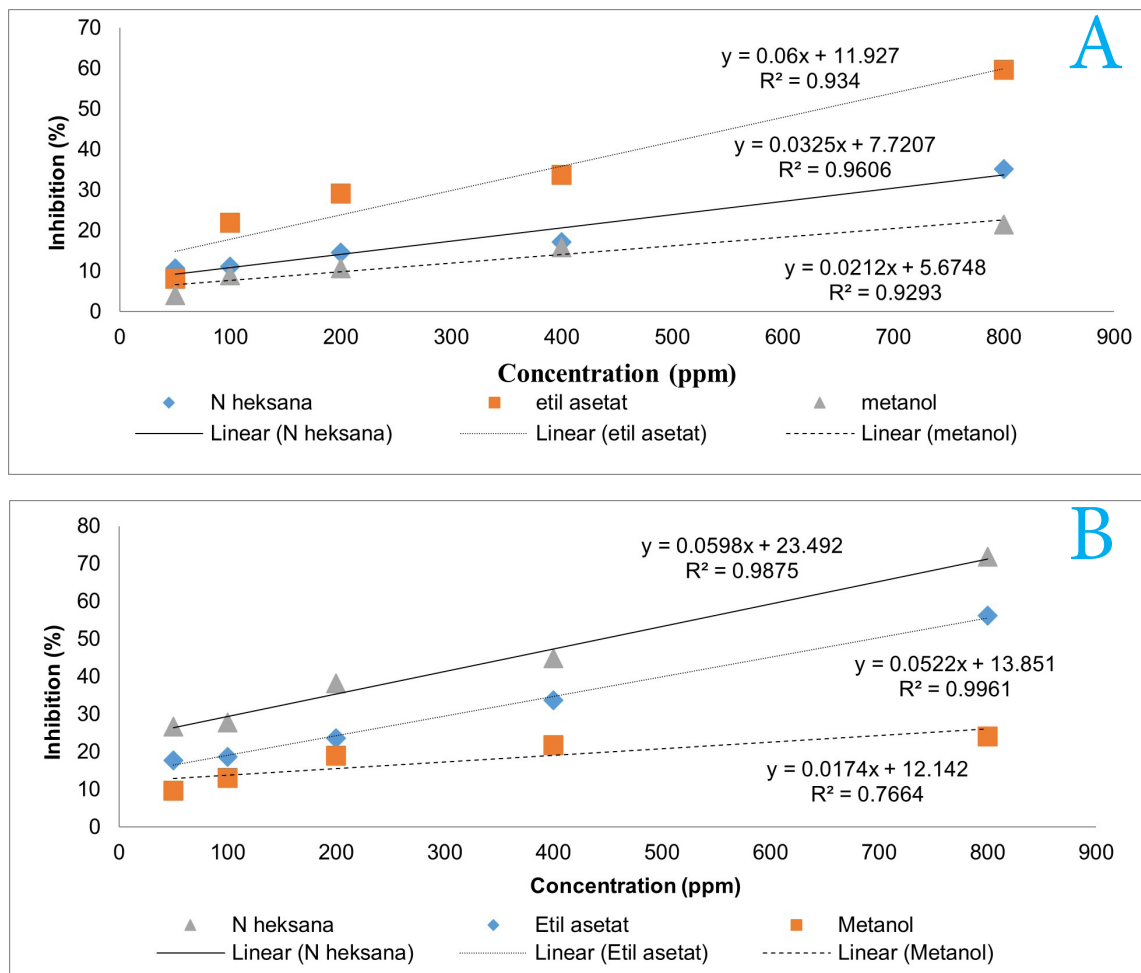 A
70
60
50
40
30
20
10
0
Inhibition (%)
y = 0.06x + 11.927
R² = 0.934
y = 0.0325x + 7.7207
R² = 0.9606
y = 0.0212x + 5.6748
R² = 0.9293
0 100 200 300 400 500 600 700 800 900
Concentration (ppm)
N heksana etil asetat metanol
Linear (N heksana) Linear (etil asetat) Linear (metanol)
B
80
70
60
50
40
30
20
10
0
Inhibition (%)
y = 0.0598x + 23.492
R² = 0.9875
y = 0.0522x + 13.851
R² = 0.9961
y = 0.0174x + 12.142
R² = 0.7664
0 100 200 300 400 500 600 700 800 900
Concentration (ppm)
N heksana Etil asetat Metanol
Linear (N heksana) Linear (Etil asetat) Linear (Metanol)